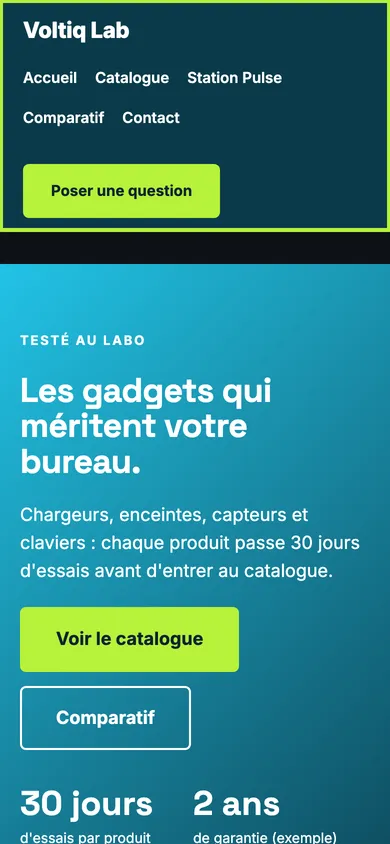 Voltiq Lab
Accueil Catalogue Station Pulse
Comparatif Contact
Poser une question
TESTÉ AU LABO
Les gadgets qui
méritent votre
bureau.
Chargeurs, enceintes, capteurs et
claviers : chaque produit passe 30 jours
d'essais avant d'entrer au catalogue.
Voir le catalogue
Comparatif
30 jours 2 ans
d'essais par produit de garantie (exemple)